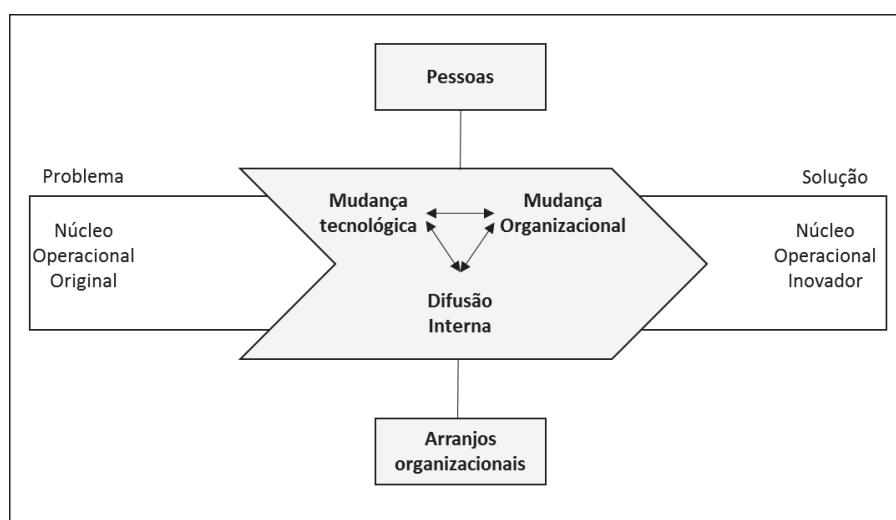 Pessoas
Problema
Solução
Mudança
tecnológica
Mudança
Organizacional
Núcleo
Operacional
Original
Núcleo
Operacional
Inovador
Difusão
Interna
Arranjos
organizacionais